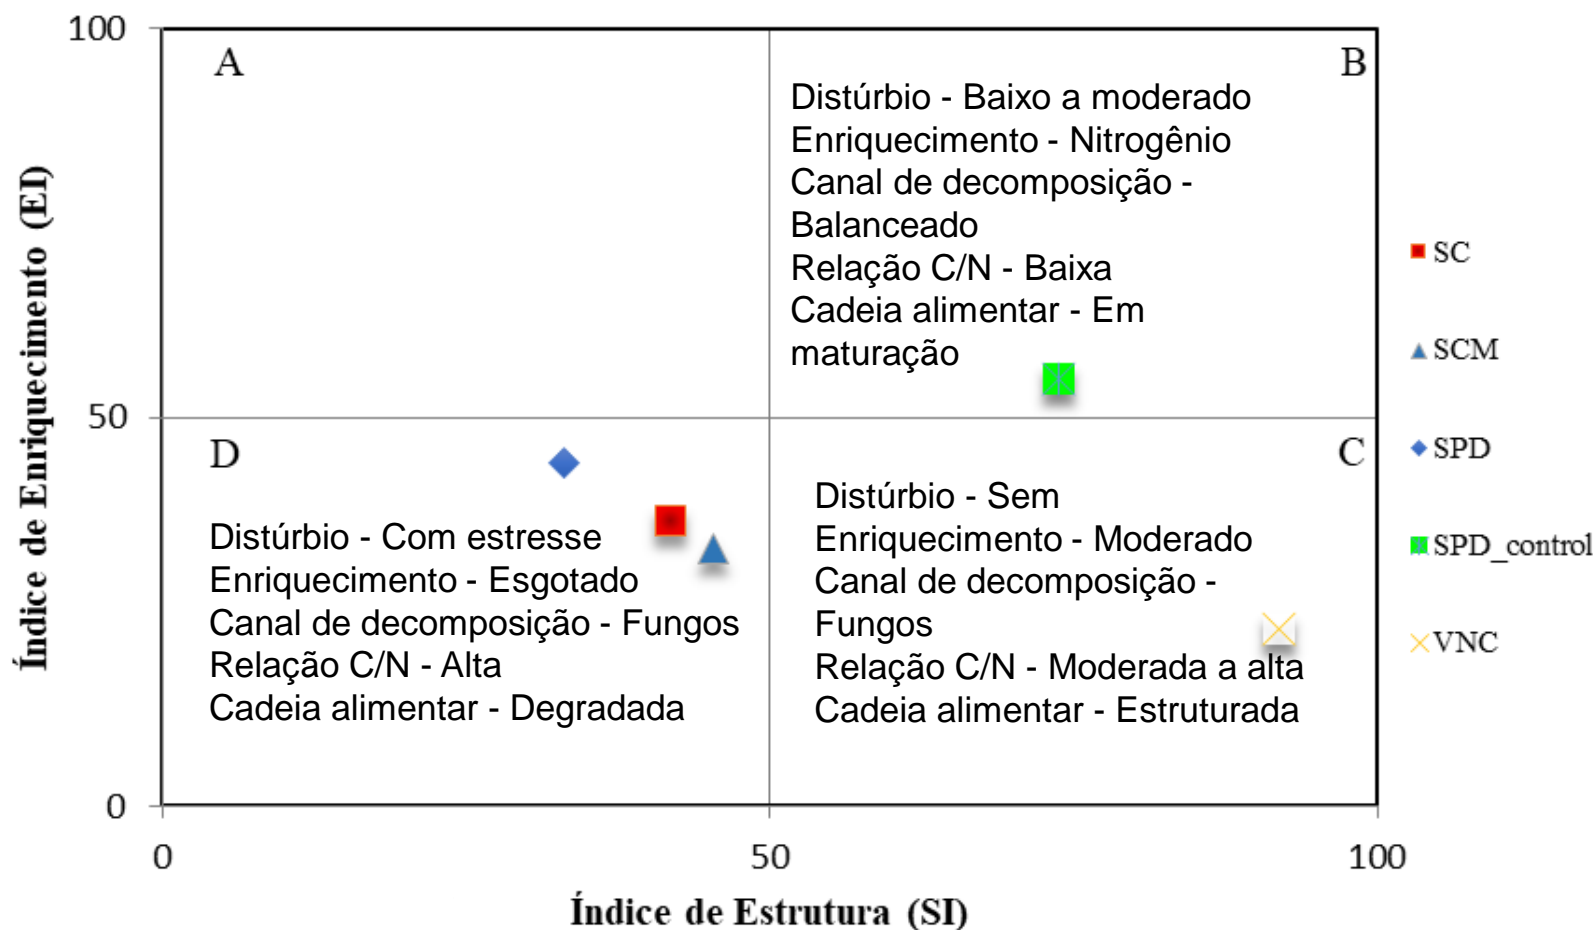 100
A
B
Distúrbio - Baixo a moderado
Enriquecimento - Nitrogênio
Canal de decomposição -
Balanceado
Relação C/N - Baixa
Cadeia alimentar - Em
maturação
Índice de Enriquecimento (EI)
50
D
C
Distúrbio - Com estresse
Enriquecimento - Esgotado
Canal de decomposição - Fungos
Relação C/N - Alta
Cadeia alimentar - Degradada
Distúrbio - Sem
Enriquecimento - Moderado
Canal de decomposição -
Fungos
Relação C/N - Moderada a alta
Cadeia alimentar - Estruturada
0
0
50
100
Índice de Estrutura (SI)
SC
SCM
SPD
SPD_control
VNC